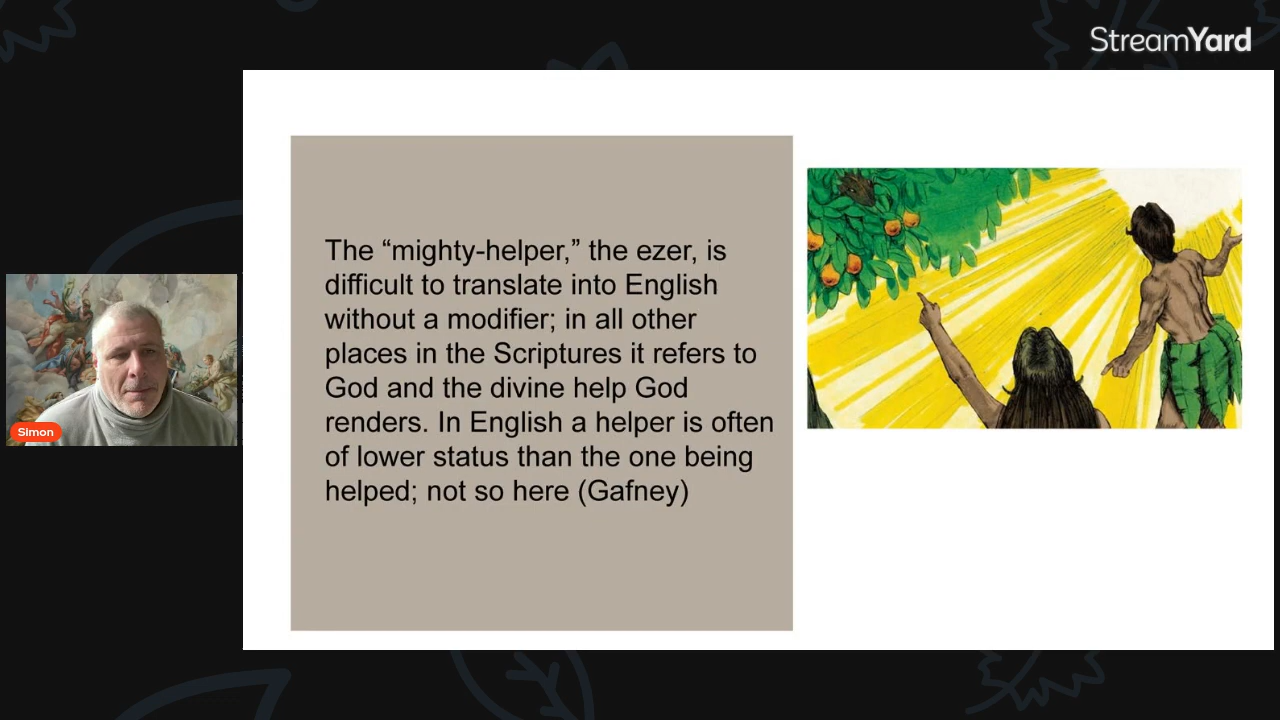 StreamYard
The “mighty-helper,” the ezer, is
difficult to translate into English
without a modifier; in all other
places in the Scriptures it refers to
God and the divine help God
renders. In English a helper is often
of lower status than the one being
helped; not so here (Gafney)
Simon